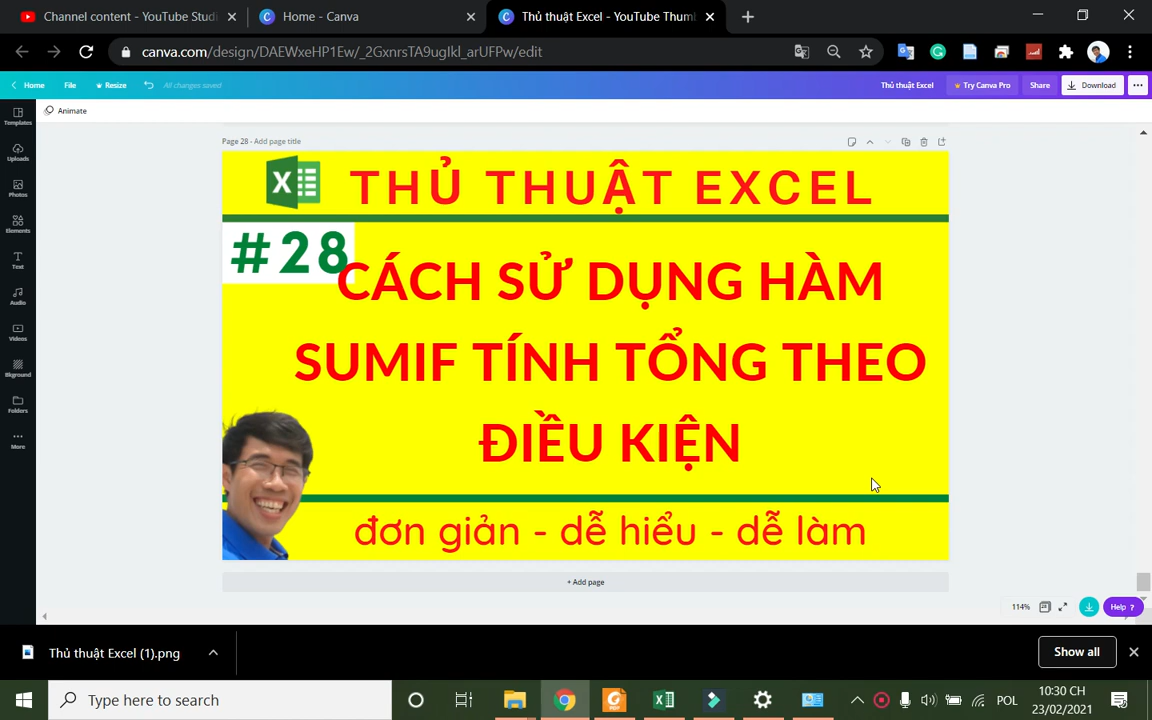 Channel content - YouTube Studi
Home - Canva
Thủ thuật Excel - YouTube Thum
canva.com/design/DAEWxeHP1Ew/_2GxnrsTA9ugIkl_arUFPw/edit
Home File Resize All changes saved Thủ thuật Excel Try Canva Pro Share Download
Templates
Uploads
Photos
Elements
Text
Audio
Videos
Bkground
Folders
More
Animate
Page 28 - Add page title
THỦ THUẬT EXCEL
#28
CÁCH SỬ DỤNG HÀM
SUMIF TÍNH TỔNG THEO
ĐIỀU KIỆN
đơn giản - dễ hiểu - dễ làm
+ Add page
114% Help ?
Thủ thuật Excel (1).png
Show all
Type here to search
POL
10:30 CH
23/02/2021